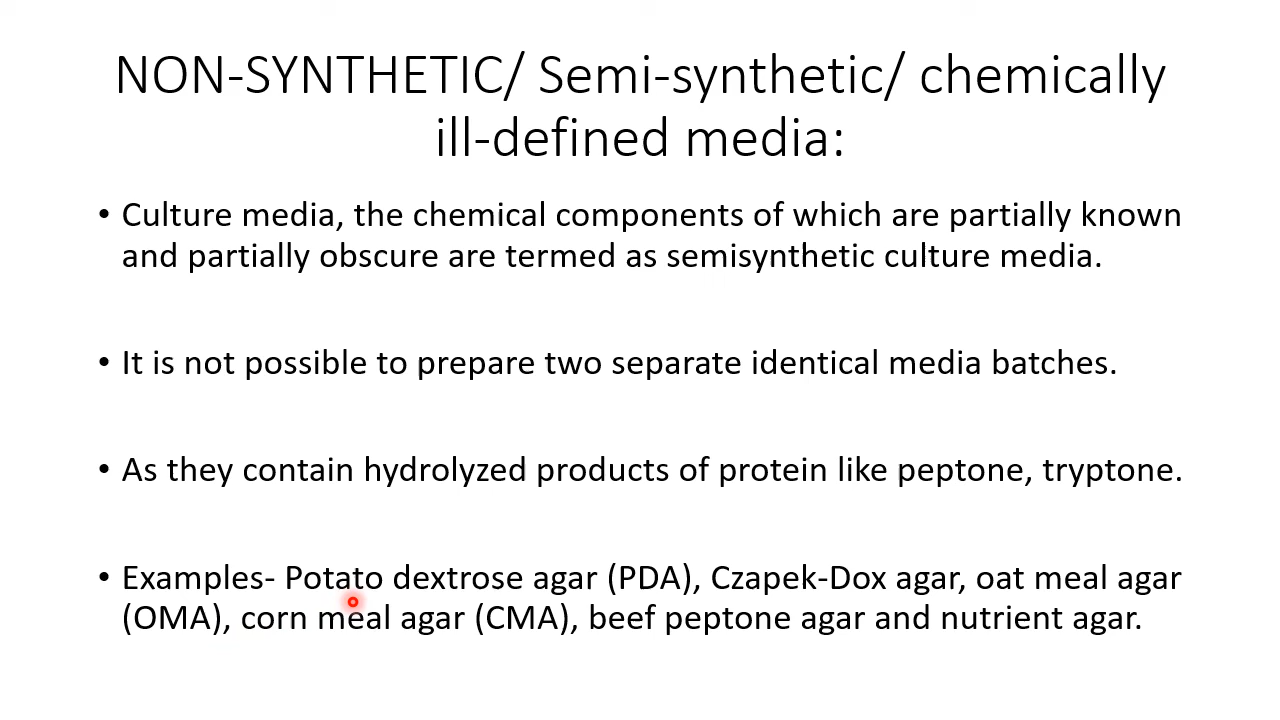 NON-SYNTHETIC/ Semi-synthetic/ chemically
ill-defined media:
• Culture media, the chemical components of which are partially known
and partially obscure are termed as semisynthetic culture media.
• It is not possible to prepare two separate identical media batches.
• As they contain hydrolyzed products of protein like peptone, tryptone.
• Examples- Potato dextrose agar (PDA), Czapek-Dox agar, oat meal agar
(OMA), corn meal agar (CMA), beef peptone agar and nutrient agar.